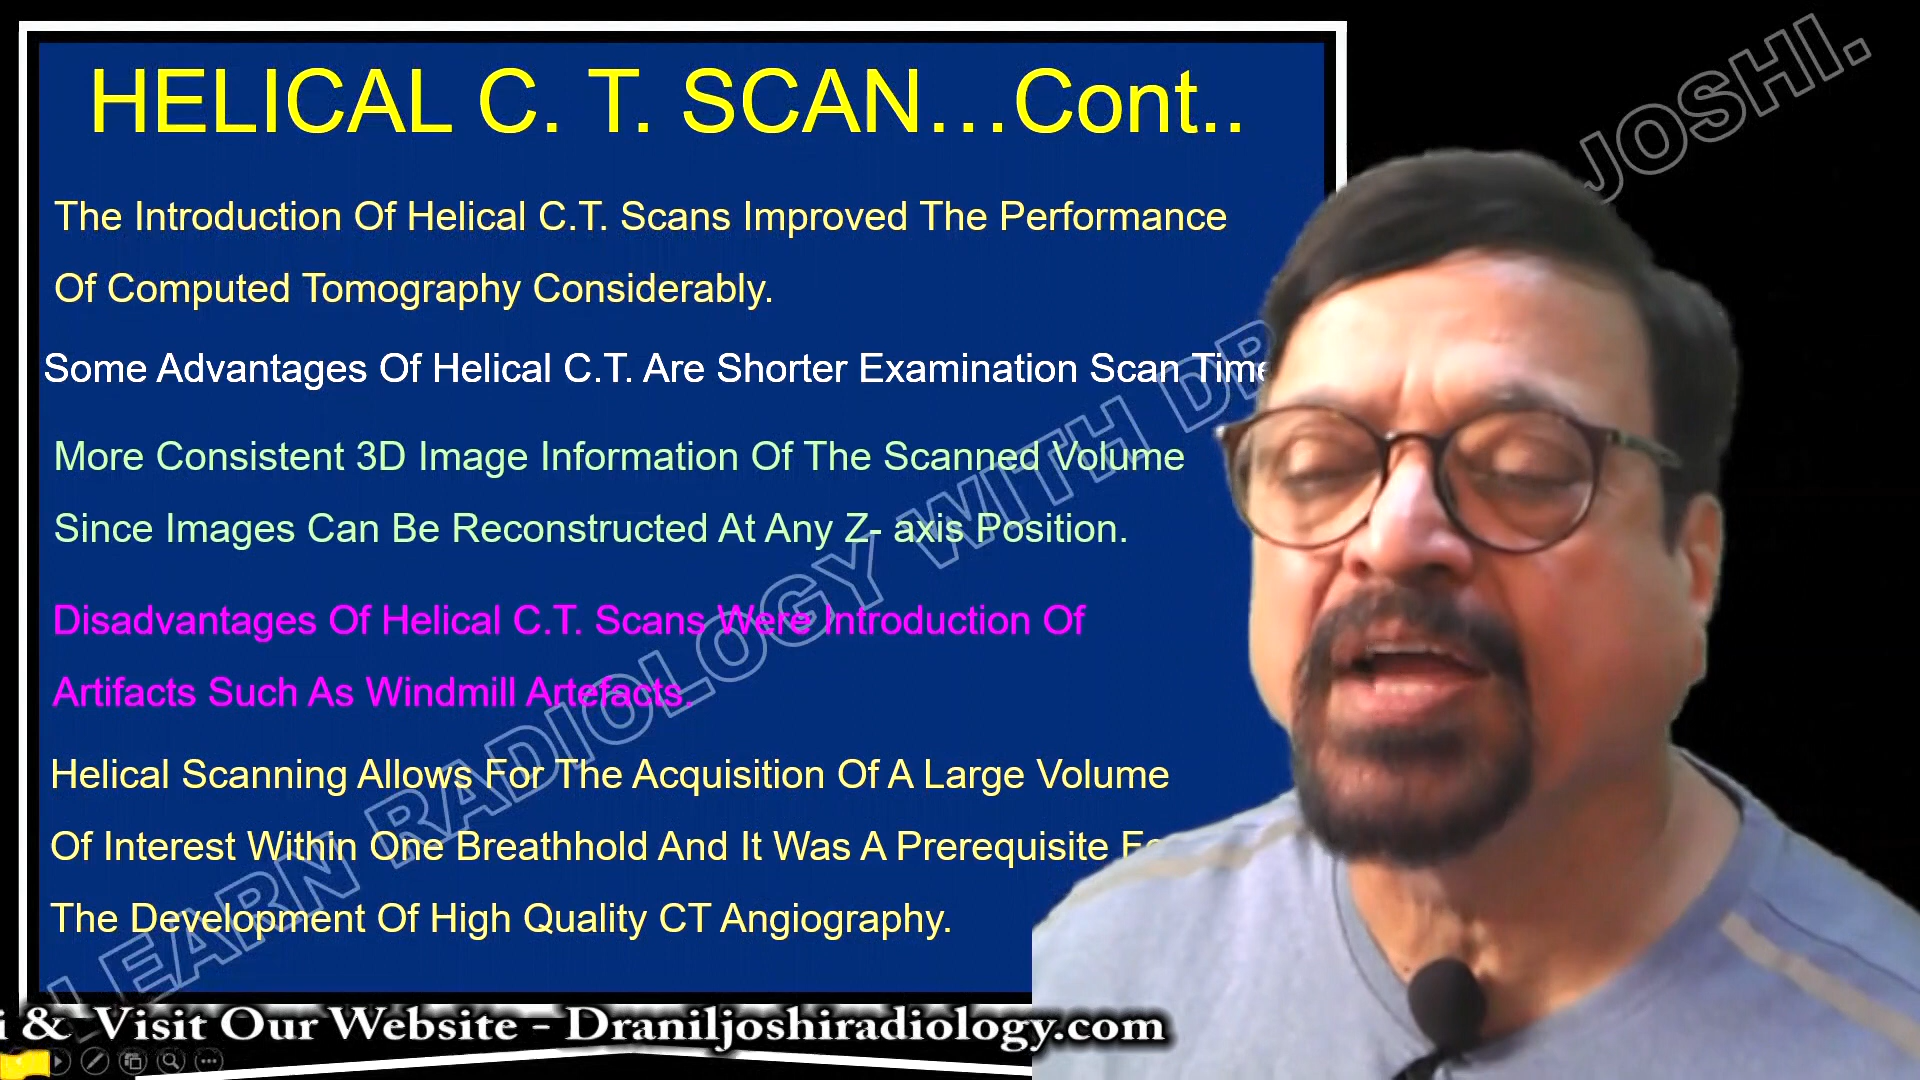 HELICAL C. T. SCAN…Cont..
The Introduction Of Helical C.T. Scans Improved The Performance
Of Computed Tomography Considerably.
Some Advantages Of Helical C.T. Are Shorter Examination Scan Time
More Consistent 3D Image Information Of The Scanned Volume
Since Images Can Be Reconstructed At Any Z- axis Position.
Disadvantages Of Helical C.T. Scans Were Introduction Of
Artifacts Such As Windmill Artefacts.
Helical Scanning Allows For The Acquisition Of A Large Volume
Of Interest Within One Breathhold And It Was A Prerequisite
The Development Of High Quality CT Angiography.
LEARN RADIOLOGY WITH DR JOSHI.
& Visit Our Website - Draniljoshiradiology.com